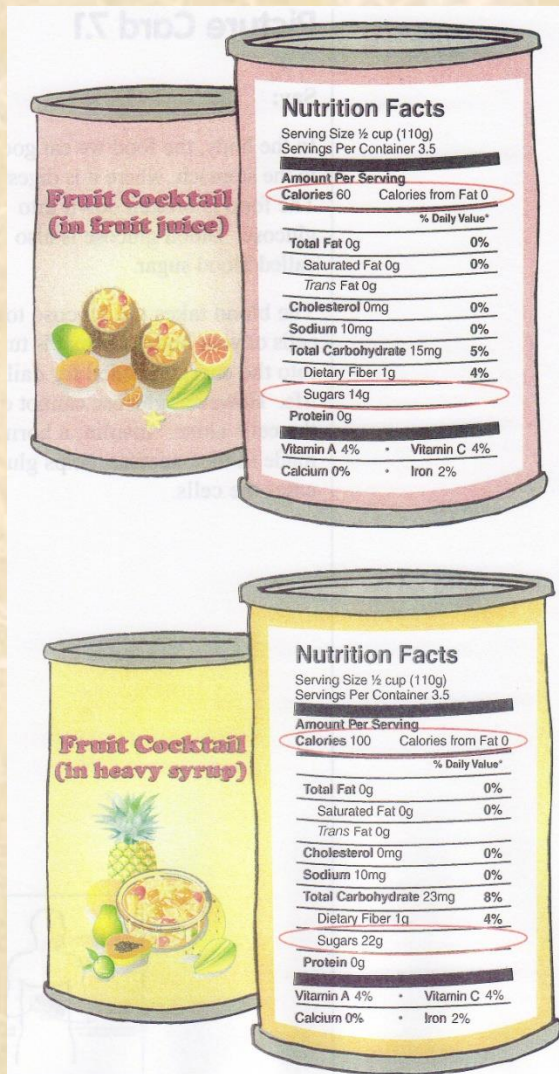 Fruit Cocktail
(in fruit juice)
Nutrition Facts
Serving Size ½ cup (110g)
Servings Per Container 3.5
Amount Per Serving
Calories 60 Calories from Fat 0
% Daily Value*
Total Fat 0g 0%
Saturated Fat 0g 0%
Trans Fat 0g
Cholesterol 0mg 0%
Sodium 10mg 0%
Total Carbohydrate 15mg 5%
Dietary Fiber 1g 4%
Sugars 14g
Protein 0g
Vitamin A 4% • Vitamin C 4%
Calcium 0% • Iron 2%
Fruit Cocktail
(in heavy syrup)
Nutrition Facts
Serving Size ½ cup (110g)
Servings Per Container 3.5
Amount Per Serving
Calories 100 Calories from Fat 0
% Daily Value*
Total Fat 0g 0%
Saturated Fat 0g 0%
Trans Fat 0g
Cholesterol 0mg 0%
Sodium 10mg 0%
Total Carbohydrate 23mg 8%
Dietary Fiber 1g 4%
Sugars 22g
Protein 0g
Vitamin A 4% • Vitamin C 4%
Calcium 0% • Iron 2%